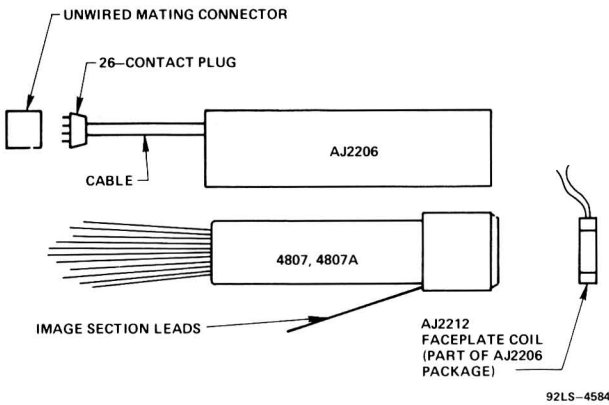 UNWIRED MATING CONNECTOR
26–CONTACT PLUG
AJ2206
CABLE
4807, 4807A
IMAGE SECTION LEADS
AJ2212
FACEPLATE COIL
(PART OF AJ2206
PACKAGE)
92LS–4584